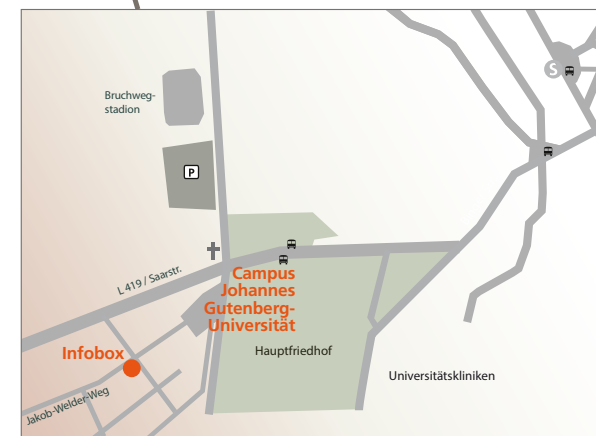 S
Bruchweg-
stadion
P
L 419 / Saarstr.
Campus
Johannes
Gutenberg-
Universität
Infobox
Hauptfriedhof
Universitätskliniken
Jakob-Welder-Weg